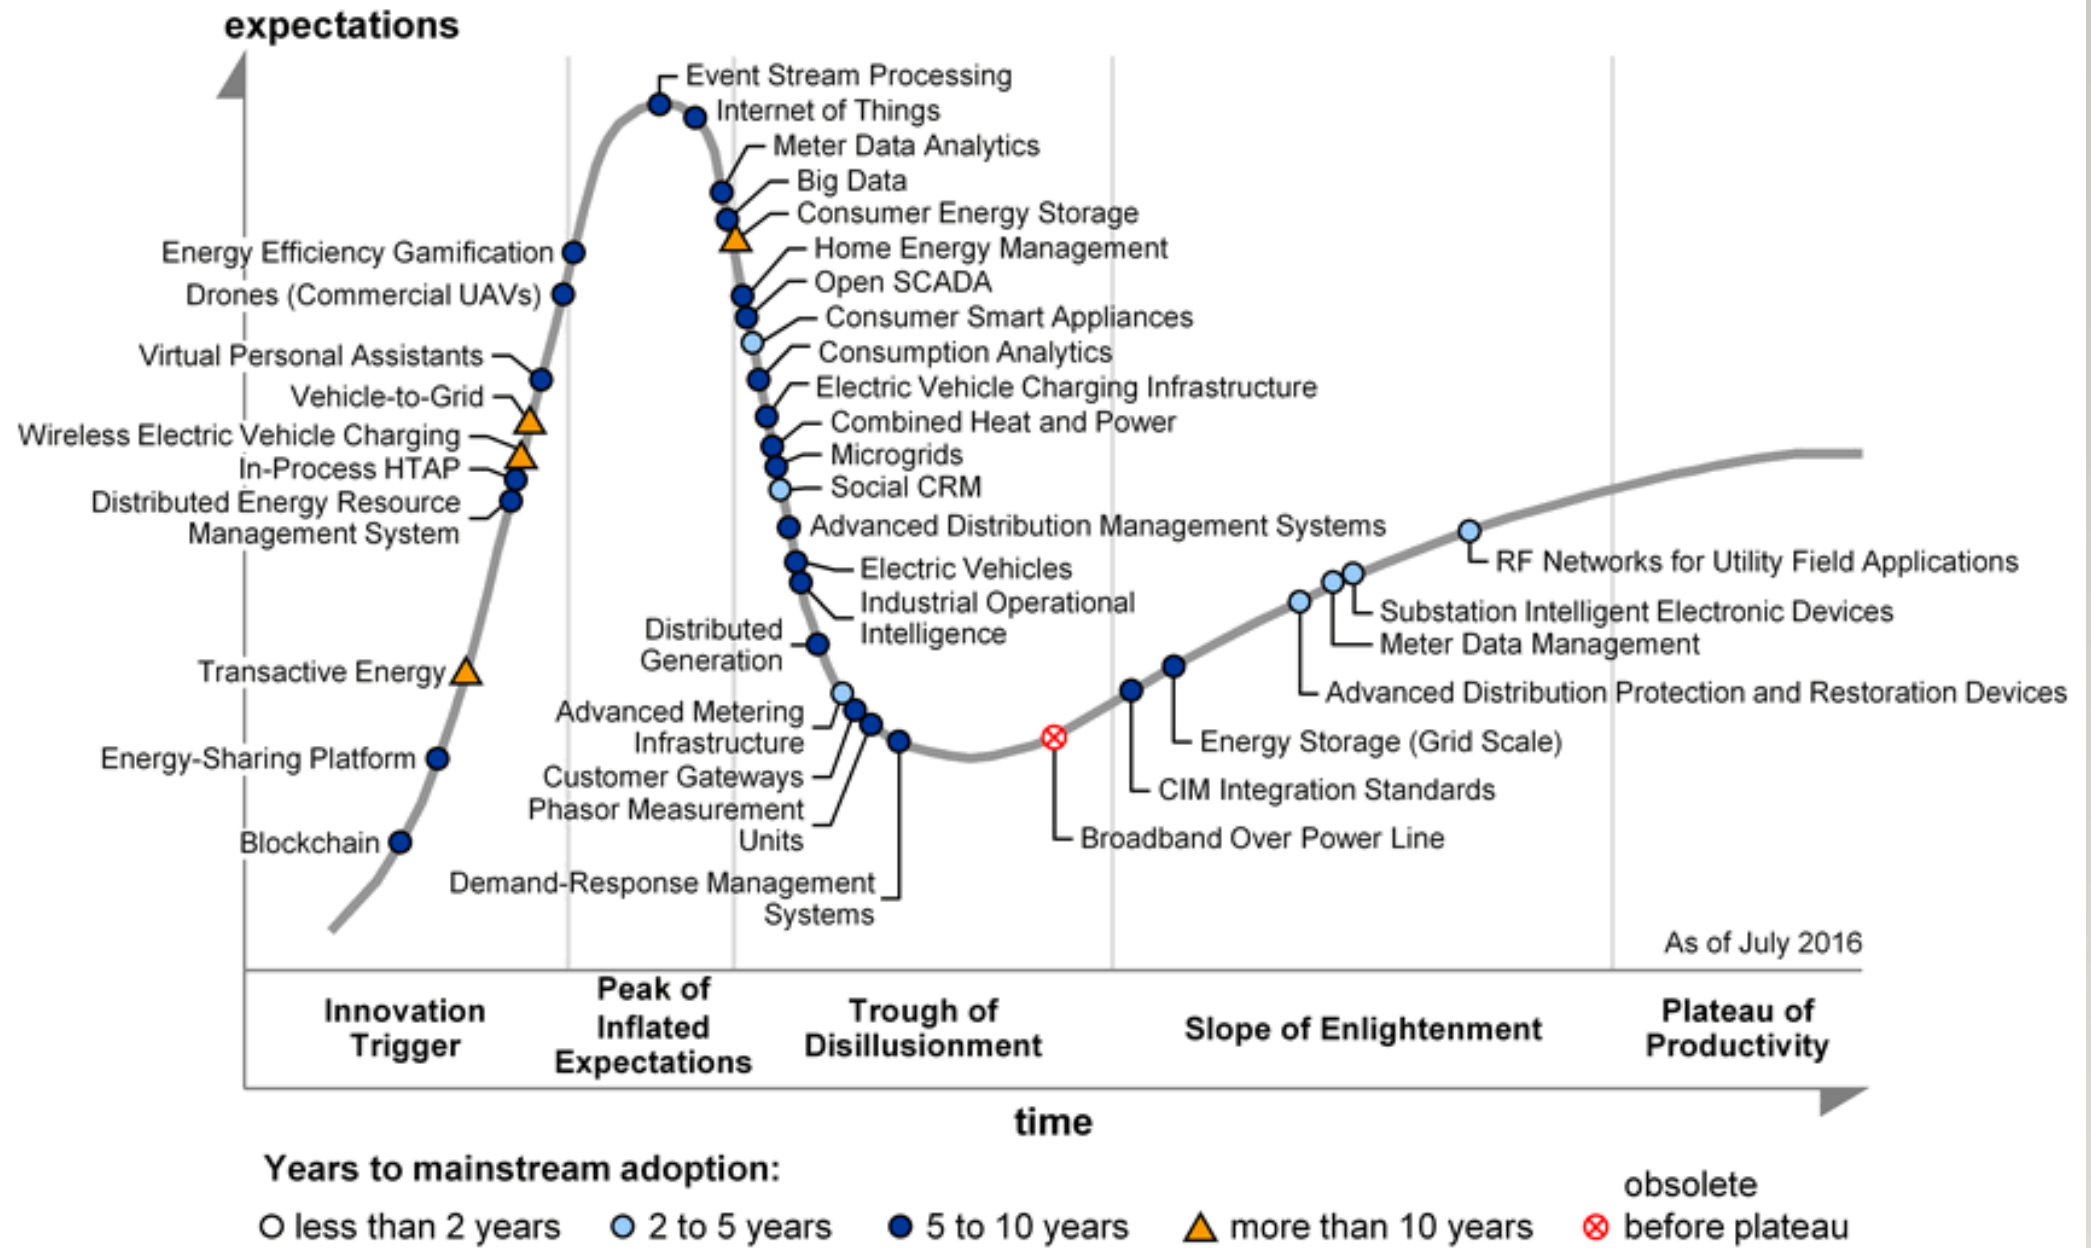 expectations
Event Stream Processing
Internet of Things
Meter Data Analytics
Big Data
Consumer Energy Storage
Home Energy Management
Open SCADA
Consumer Smart Appliances
Consumption Analytics
Electric Vehicle Charging Infrastructure
Combined Heat and Power
Microgrids
Social CRM
Advanced Distribution Management Systems
Electric Vehicles
Industrial Operational
Intelligence
Energy Efficiency Gamification
Drones (Commercial UAVs)
Virtual Personal Assistants
Vehicle-to-Grid
Wireless Electric Vehicle Charging
In-Process HTAP
Distributed Energy Resource
Management System
Transactive Energy
Energy-Sharing Platform
Blockchain
Distributed
Generation
Advanced Metering
Infrastructure
Customer Gateways
Phasor Measurement
Units
Demand-Response Management
Systems
RF Networks for Utility Field Applications
Substation Intelligent Electronic Devices
Meter Data Management
Advanced Distribution Protection and Restoration Devices
Energy Storage (Grid Scale)
CIM Integration Standards
Broadband Over Power Line
As of July 2016
Innovation
Trigger
Peak of
Inflated
Expectations
Trough of
Disillusionment
Slope of Enlightenment
Plateau of
Productivity
time
Years to mainstream adoption:
less than 2 years
2 to 5 years
5 to 10 years
more than 10 years
obsolete
before plateau